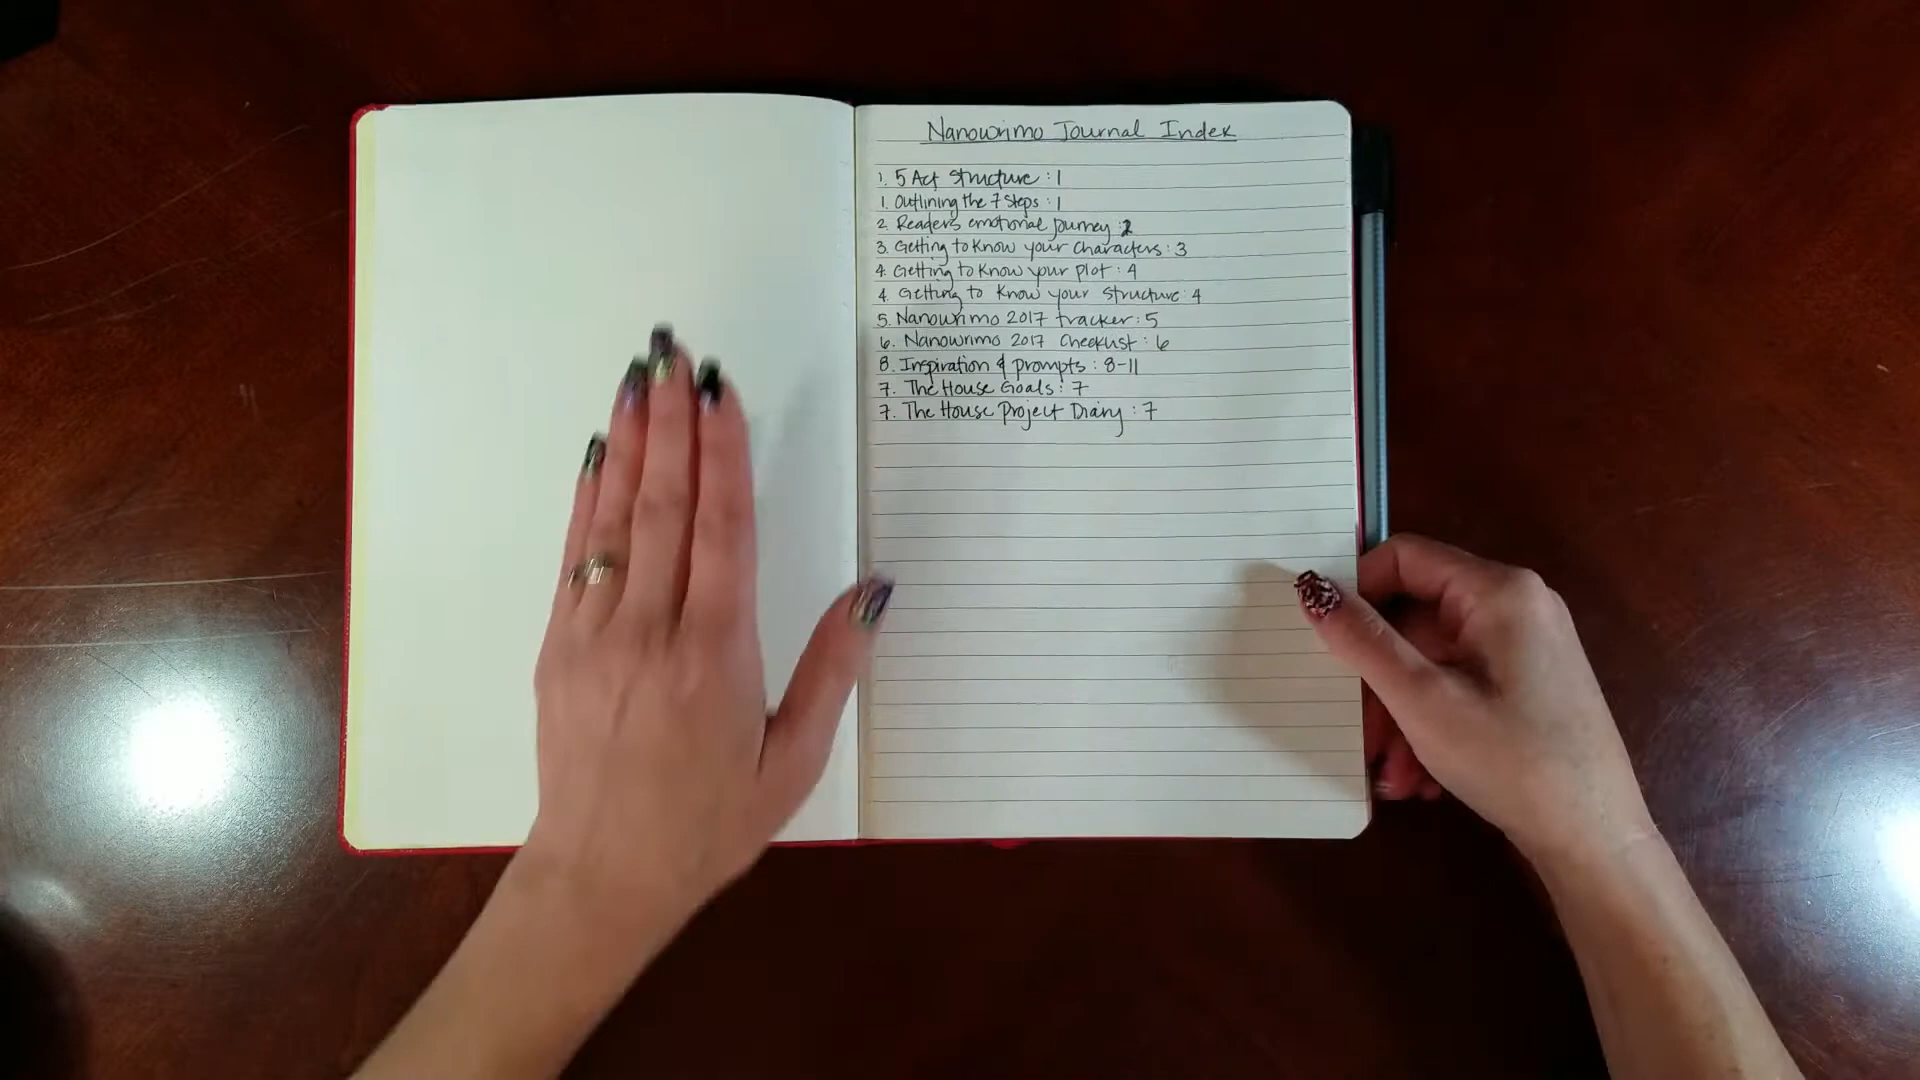 Nanowrimo Journal Index
1. 5 Act Structure : 1
1. Outlining the 7 Steps : 1
2. Readers emotional journey : 2
3. Getting to Know your characters : 3
4. Getting to Know your plot : 4
4. Getting to Know your structure : 4
5. Nanowrimo 2017 tracker : 5
6. Nanowrimo 2017 Checklist : 6
8. Inspiration & prompts : 8-11
7. The House Goals : 7
7. The House Project Diary : 7